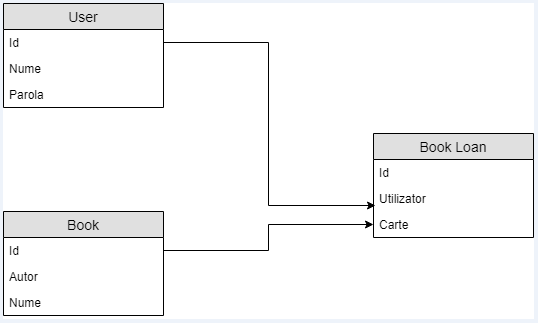 User
Id
Nume
Parola
Book Loan
Id
Utilizator
Carte
Book
Id
Autor
Nume